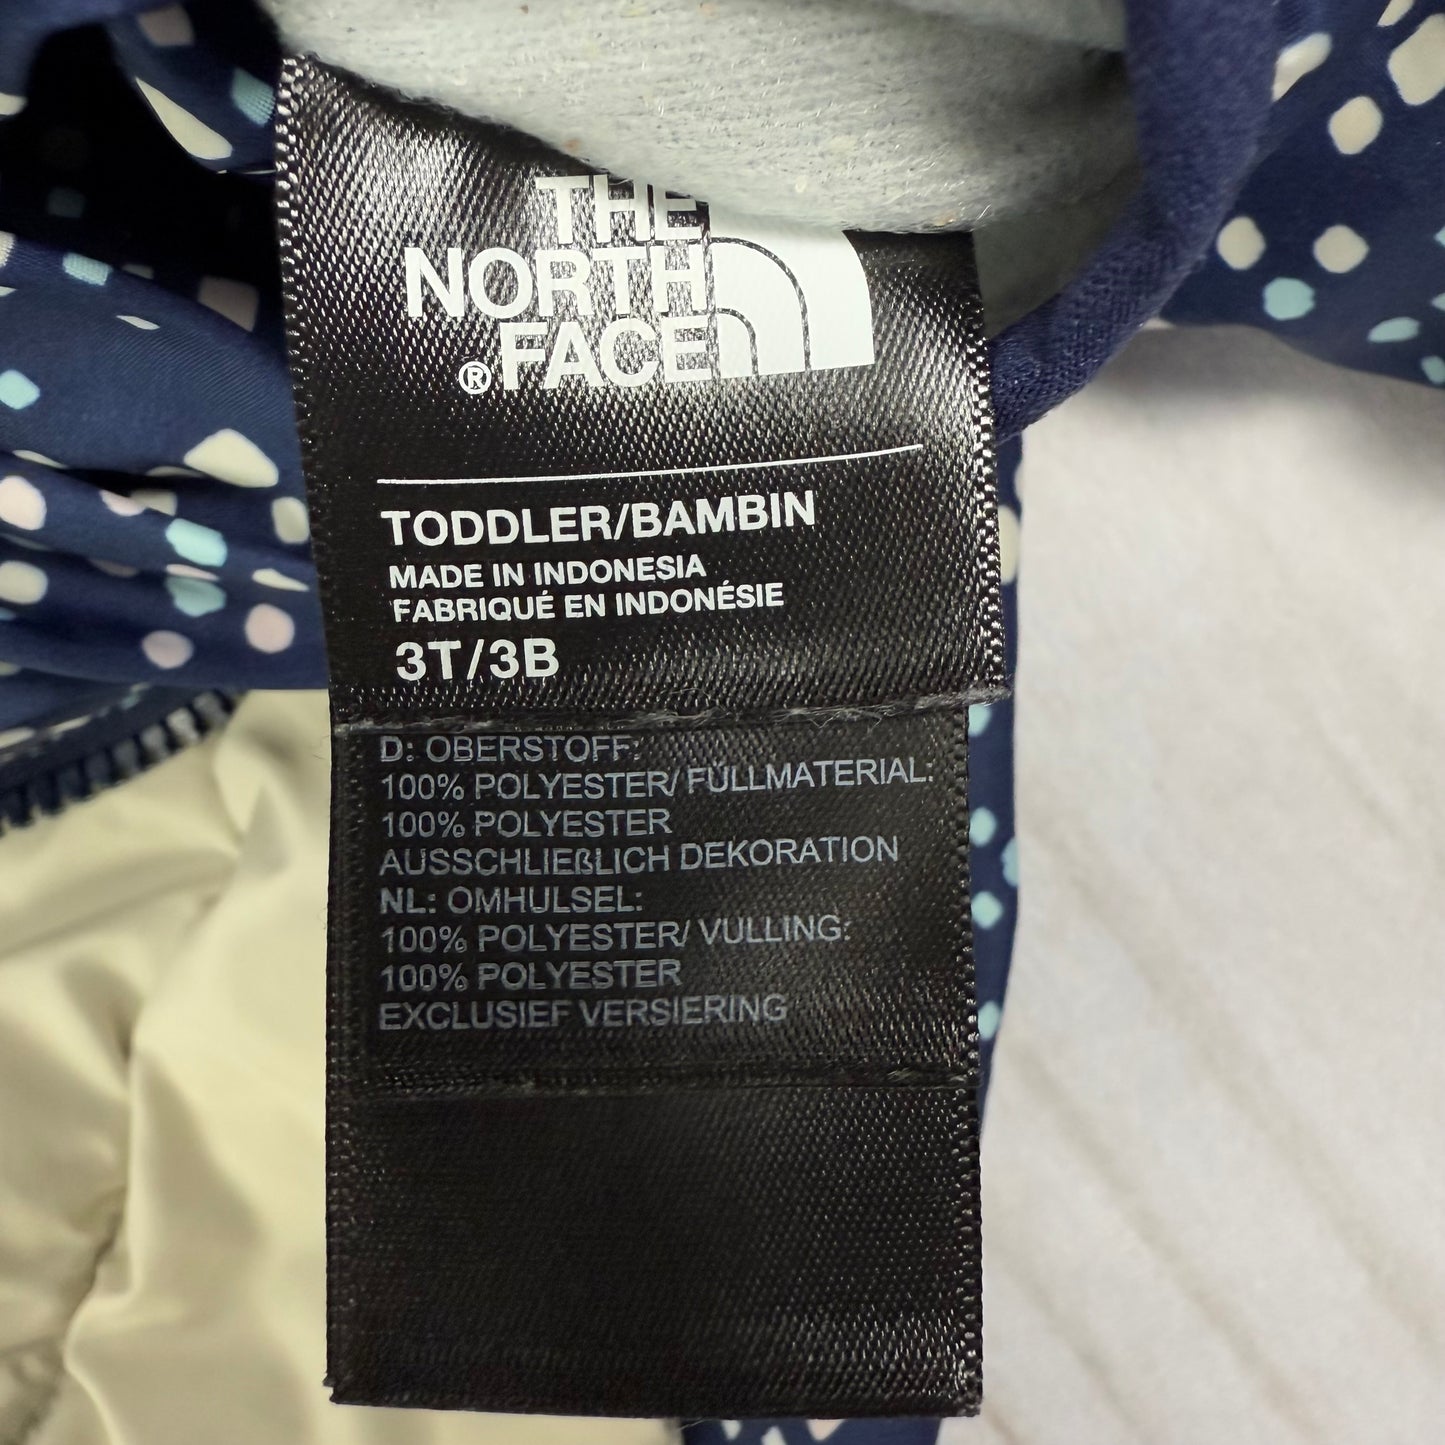 THE
NORTH
®FACE
TODDLER/BAMBIN
MADE IN INDONESIA
FABRIQUÉ EN INDONÉSIE
3T/3B
D: OBERSTOFF:
100% POLYESTER/ FÜLLMATERIAL:
100% POLYESTER
AUSSCHLIEßLICH DEKORATION
NL: OMHULSEL:
100% POLYESTER/ VULLING:
100% POLYESTER
EXCLUSIEF VERSIERING